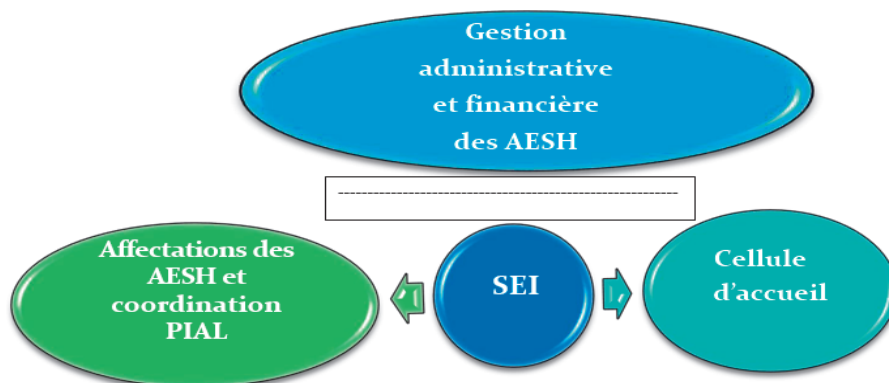 Gestion
administrative
et financière
des AESH
---------------------------------------------------------
Affectations des
AESH et
coordination
PIAL
SEI
Cellule
d'accueil